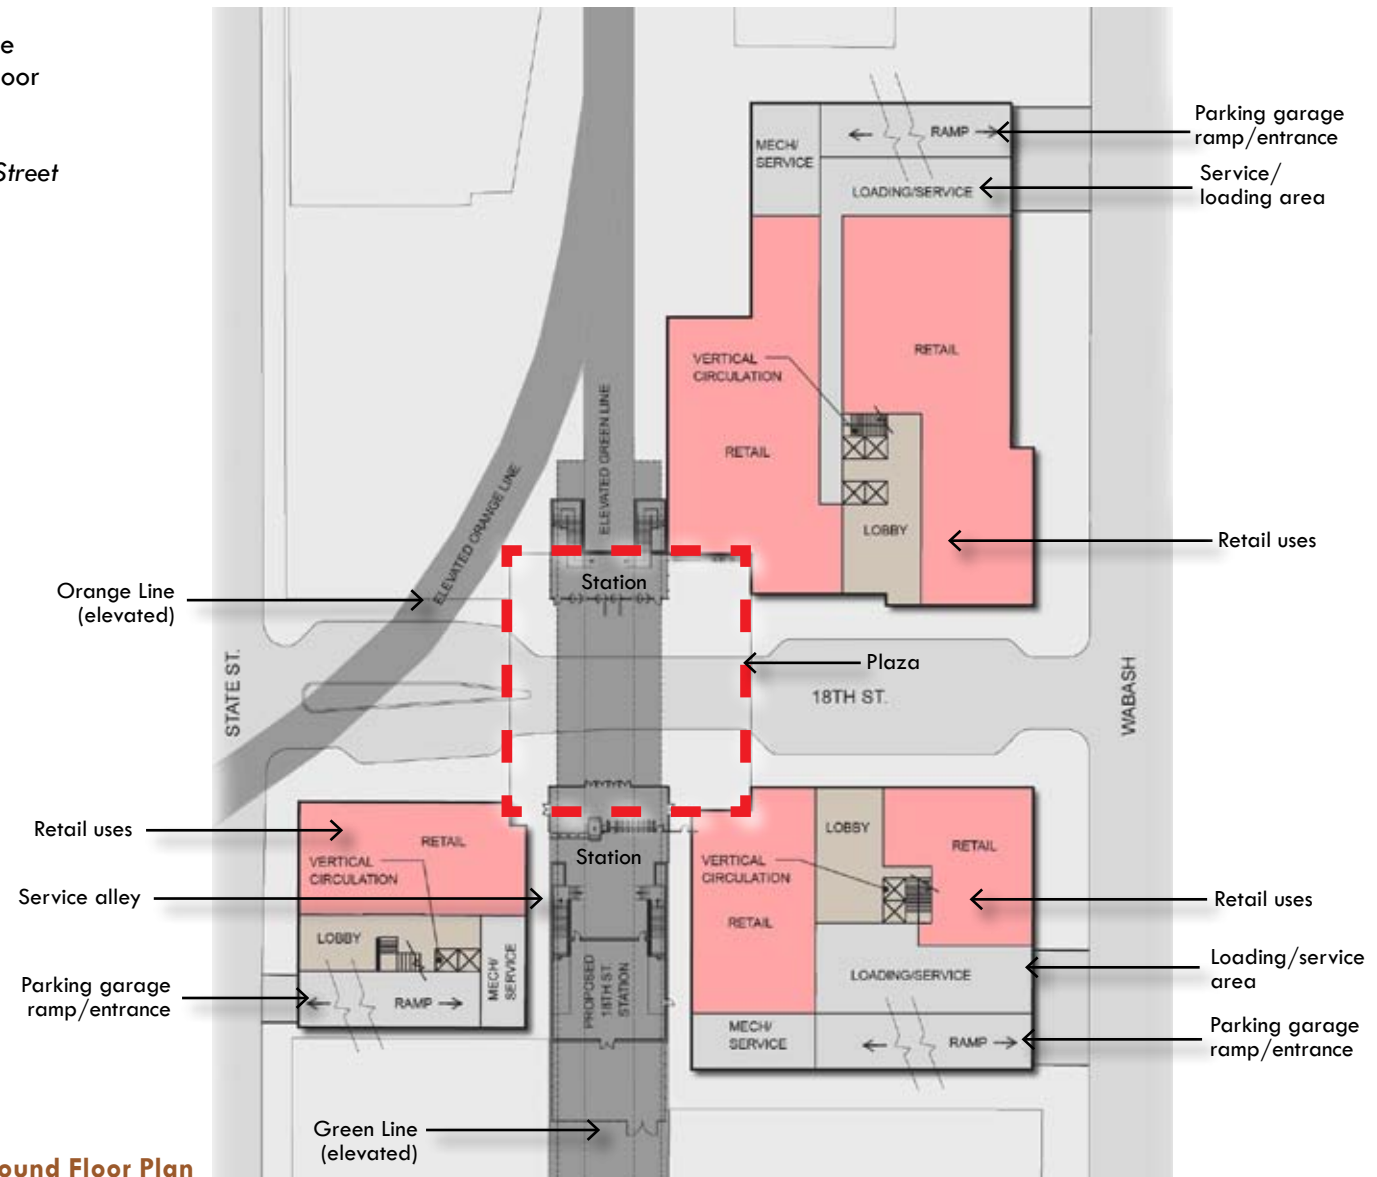 e
oor
Street
Parking garage
ramp/entrance
Service/
loading area
MECH/
SERVICE
RAMP
LOADING/SERVICE
RETAIL
VERTICAL
CIRCULATION
RETAIL
LOBBY
Retail uses
ELEVATED GREEN LINE
ELEVATED ORANGE LINE
Station
Orange Line
(elevated)
Plaza
STATE ST.
18TH ST.
WABASH
Retail uses
RETAIL
VERTICAL
CIRCULATION
Service alley
LOBBY
MECH/
SERVICE
Parking garage
ramp/entrance
RAMP
Station
PROPOSED
18TH ST.
STATION
LOBBY
RETAIL
VERTICAL
CIRCULATION
RETAIL
Retail uses
LOADING/SERVICE
Loading/service
area
MECH/
SERVICE
RAMP
Parking garage
ramp/entrance
Green Line
(elevated)
ound Floor Plan